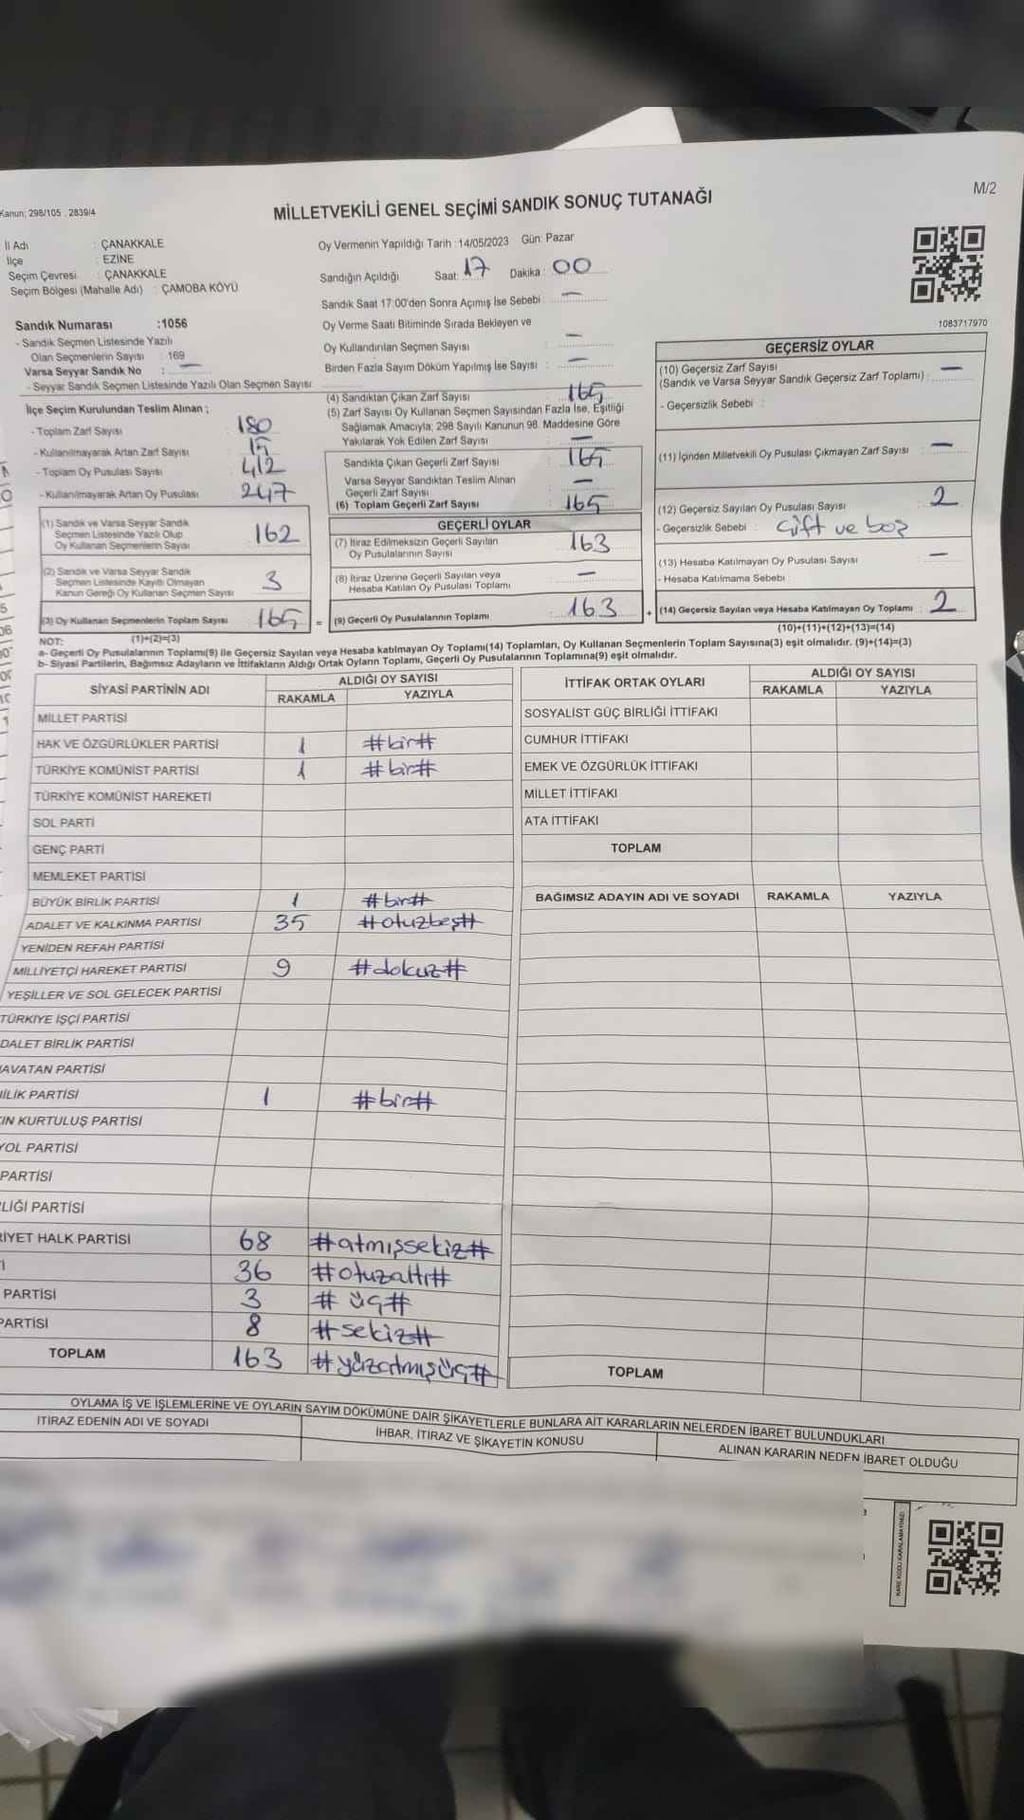 M/2
Kanun; 298/105 , 2839/4
MİLLETVEKİLİ GENEL SEÇİMİ SANDIK SONUÇ TUTANAĞI
İl Adı : ÇANAKKALE
İlçe : EZİNE
Seçim Çevresi : ÇANAKKALE
Seçim Bölgesi (Mahalle Adı) : ÇAMOBA KÖYÜ
Oy Vermenin Yapıldığı Tarih :14/05/2023 Gün: Pazar
Sandığın Açıldığı Saat: 17 Dakika : 00
Sandık Saat 17:00'den Sonra Açımış İse Sebebi : —
Oy Verme Saati Bitiminde Sırada Bekleyen ve
Oy Kullandırılan Seçmen Sayısı : —
Birden Fazla Sayım Döküm Yapılmış İse Sayısı : —
1083717970
Sandık Numarası :1056
- Sandık Seçmen Listesinde Yazılı
Olan Seçmenlerin Sayısı : 169
Varsa Seyyar Sandık No : —
- Seyyar Sandık Seçmen Listesinde Yazılı Olan Seçmen Sayısı
İlçe Seçim Kurulundan Teslim Alınan ;
- Toplam Zarf Sayısı 180
- Kullanılmayarak Artan Zarf Sayısı 15
- Toplam Oy Pusulası Sayısı 412
- Kullanılmayarak Artan Oy Pusulası 247
(1) Sandık ve Varsa Seyyar Sandık
Seçmen Listesinde Yazılı Olup
Oy Kullanan Seçmenlerin Sayısı 162
(2) Sandık ve Varsa Seyyar Sandık
Seçmen Listesinde Kayıtlı Olmayan
Kanun Gereği Oy Kullanan Seçmen Sayısı 3
(3) Oy Kullanan Seçmenlerin Toplam Sayısı 165 =
(1)+(2)=(3)
(4) Sandıktan Çıkan Zarf Sayısı 165
(5) Zarf Sayısı Oy Kullanan Seçmen Sayısından Fazla İse, Eşitliği
Sağlamak Amacıyla; 298 Sayılı Kanunun 98. Maddesine Göre
Yakılarak Yok Edilen Zarf Sayısı —
Sandıkta Çıkan Geçerli Zarf Sayısı 165
Varsa Seyyar Sandıktan Teslim Alınan
Geçerli Zarf Sayısı —
(6) Toplam Geçerli Zarf Sayısı 165
GEÇERLİ OYLAR
(7) İtiraz Edilmeksizin Geçerli Sayılan
Oy Pusulalarının Sayısı 163
(8) İtiraz Üzerine Geçerli Sayılan veya
Hesaba Katılan Oy Pusulası Toplamı —
(9) Geçerli Oy Pusulalarının Toplamı 163 +
GEÇERSİZ OYLAR
(10) Geçersiz Zarf Sayısı
(Sandık ve Varsa Seyyar Sandık Geçersiz Zarf Toplamı) : —
- Geçersizlik Sebebi :
(11) İçinden Milletvekili Oy Pusulası Çıkmayan Zarf Sayısı : —
(12) Geçersiz Sayılan Oy Pusulası Sayısı : 2
- Geçersizlik Sebebi : Çift ve boş
(13) Hesaba Katılmayan Oy Pusulası Sayısı : —
- Hesaba Katılmama Sebebi
(14) Geçersiz Sayılan veya Hesaba Katılmayan Oy Toplamı : 2
(10)+(11)+(12)+(13)=(14)
NOT:
a- Geçerli Oy Pusulalarının Toplamı(9) ile Geçersiz Sayılan veya Hesaba katılmayan Oy Toplamı(14) Toplamları, Oy Kullanan Seçmenlerin Toplam Sayısına(3) eşit olmalıdır. (9)+(14)=(3)
b- Siyasi Partilerin, Bağımsız Adayların ve İttifakların Aldığı Ortak Oyların Toplamı, Geçerli Oy Pusulalarının Toplamına(9) eşit olmalıdır.
SİYASİ PARTİNİN ADI ALDIĞI OY SAYISI
RAKAMLA YAZIYLA
MİLLET PARTİSİ
HAK VE ÖZGÜRLÜKLER PARTİSİ 1 #bir#
TÜRKİYE KOMÜNİST PARTİSİ 1 #bir#
TÜRKİYE KOMÜNİST HAREKETİ
SOL PARTİ
GENÇ PARTİ
MEMLEKET PARTİSİ
BÜYÜK BİRLİK PARTİSİ 1 #bir#
ADALET VE KALKINMA PARTİSİ 35 #otuzbeş#
YENİDEN REFAH PARTİSİ
MİLLİYETÇİ HAREKET PARTİSİ 9 #dokuz#
YEŞİLLER VE SOL GELECEK PARTİSİ
TÜRKİYE İŞÇİ PARTİSİ
DALET BİRLİK PARTİSİ
AVATAN PARTİSİ
İLİK PARTİSİ 1 #bir#
IN KURTULUŞ PARTİSİ
YOL PARTİSİ
PARTİSİ
LİĞİ PARTİSİ
RİYET HALK PARTİSİ 68 #atmışsekiz#
İ 36 #otuzaltı#
PARTİSİ 3 # üç#
PARTİSİ 8 #sekiz#
TOPLAM 163 #yüzatmışüç#
İTTİFAK ORTAK OYLARI ALDIĞI OY SAYISI
RAKAMLA YAZIYLA
SOSYALİST GÜÇ BİRLİĞİ İTTİFAKI
CUMHUR İTTİFAKI
EMEK VE ÖZGÜRLÜK İTTİFAKI
MİLLET İTTİFAKI
ATA İTTİFAKI
TOPLAM
BAĞIMSIZ ADAYIN ADI VE SOYADI RAKAMLA YAZIYLA
TOPLAM
OYLAMA İŞ VE İŞLEMLERİNE VE OYLARIN SAYIM DÖKÜMÜNE DAİR ŞİKAYETLERLE BUNLARA AİT KARARLARIN NELERDEN İBARET BULUNDUKLARI
İTİRAZ EDENİN ADI VE SOYADI İHBAR, İTİRAZ VE ŞİKAYETİN KONUSU ALINAN KARARIN NEDEN İBARET OLDUĞU
KARE KODU KARALAMAYINIZ!